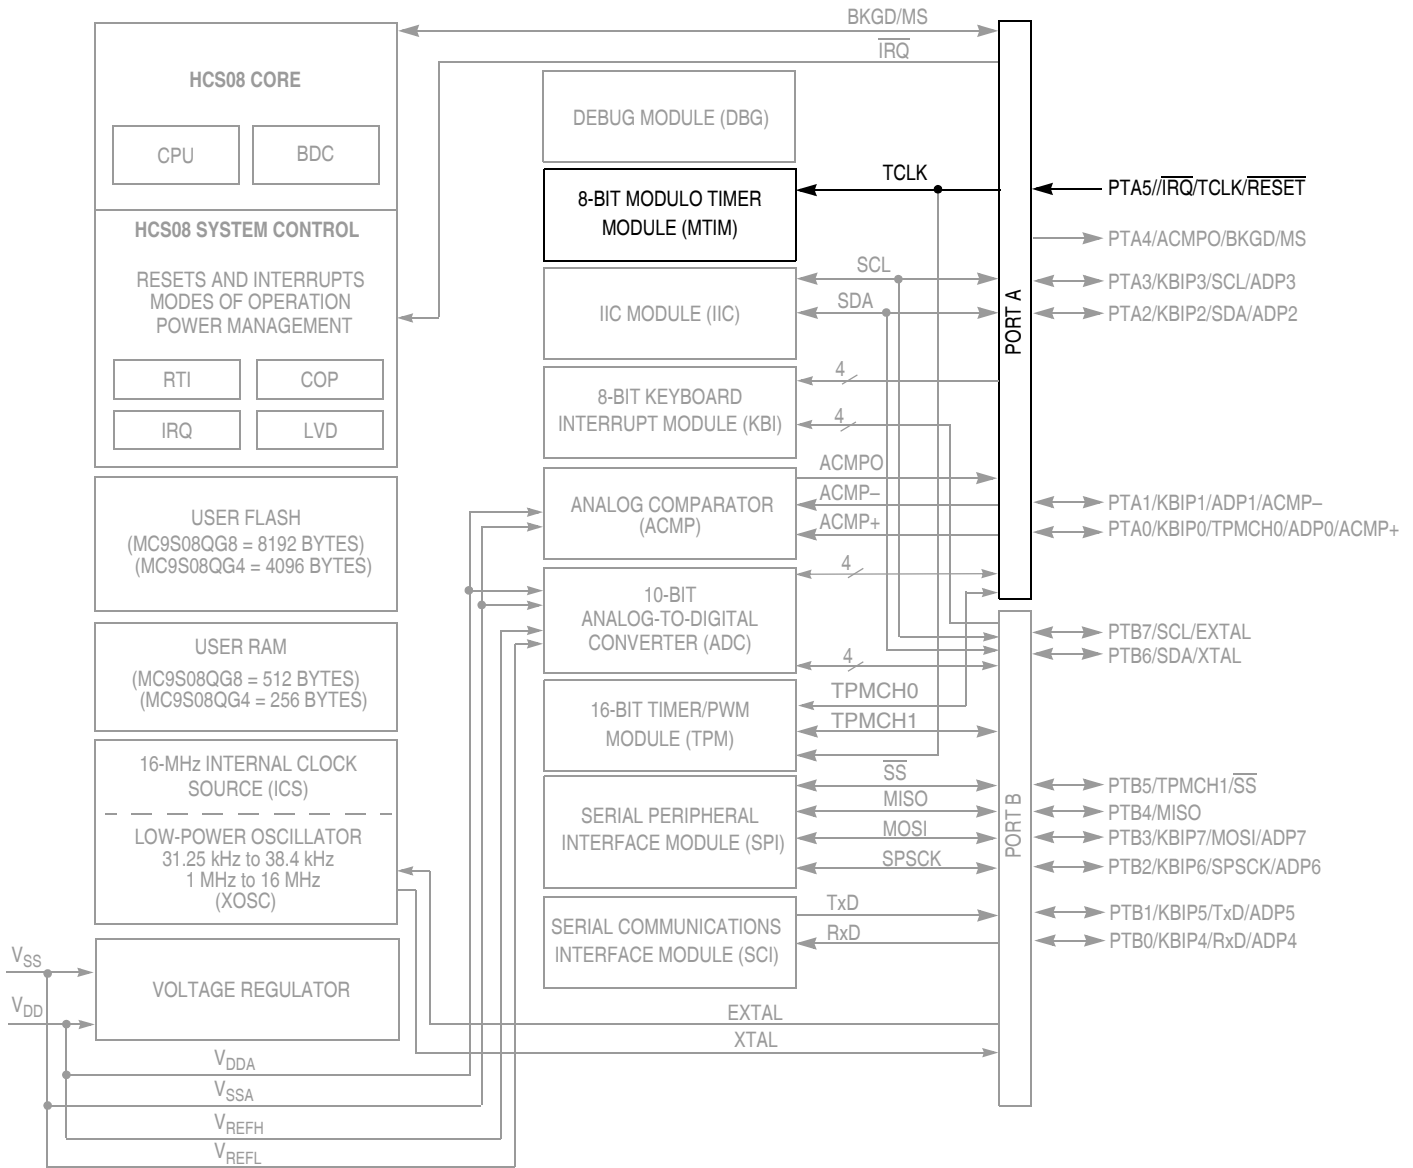 BKGD/MS
IRQ
HCS08 CORE
CPU
BDC
HCS08 SYSTEM CONTROL
RESETS AND INTERRUPTS
MODES OF OPERATION
POWER MANAGEMENT
RTI
COP
IRQ
LVD
USER FLASH
(MC9S08QG8 = 8192 BYTES)
(MC9S08QG4 = 4096 BYTES)
USER RAM
(MC9S08QG8 = 512 BYTES)
(MC9S08QG4 = 256 BYTES)
16-MHz INTERNAL CLOCK
SOURCE (ICS)
LOW-POWER OSCILLATOR
31.25 kHz to 38.4 kHz
1 MHz to 16 MHz
(XOSC)
VSS
VDD
VOLTAGE REGULATOR
VDDA
VSSA
VREFH
VREFL
DEBUG MODULE (DBG)
8-BIT MODULO TIMER
MODULE (MTIM)
TCLK
IIC MODULE (IIC)
SCL
SDA
8-BIT KEYBOARD
INTERRUPT MODULE (KBI)
4
4
ANALOG COMPARATOR
(ACMP)
ACMPO
ACMP–
ACMP+
10-BIT
ANALOG-TO-DIGITAL
CONVERTER (ADC)
4
4
16-BIT TIMER/PWM
MODULE (TPM)
TPMCH0
TPMCH1
SERIAL PERIPHERAL
INTERFACE MODULE (SPI)
SS
MISO
MOSI
SPSCK
SERIAL COMMUNICATIONS
INTERFACE MODULE (SCI)
TxD
RxD
EXTAL
XTAL
PORT A
PTA5//IRQ/TCLK/RESET
PTA4/ACMPO/BKGD/MS
PTA3/KBIP3/SCL/ADP3
PTA2/KBIP2/SDA/ADP2
PTA1/KBIP1/ADP1/ACMP–
PTA0/KBIP0/TPMCH0/ADP0/ACMP+
PORT B
PTB7/SCL/EXTAL
PTB6/SDA/XTAL
PTB5/TPMCH1/SS
PTB4/MISO
PTB3/KBIP7/MOSI/ADP7
PTB2/KBIP6/SPSCK/ADP6
PTB1/KBIP5/TxD/ADP5
PTB0/KBIP4/RxD/ADP4